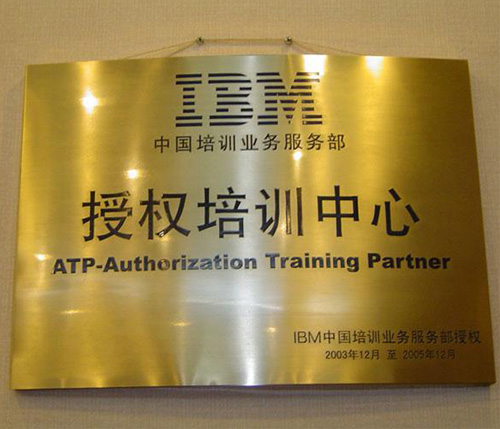 IBM
中国培训业务服务部
授权培训中心
ATP-Authorization Training Partner
IBM中国培训业务服务部授权
2003年12月 至 2005年12月